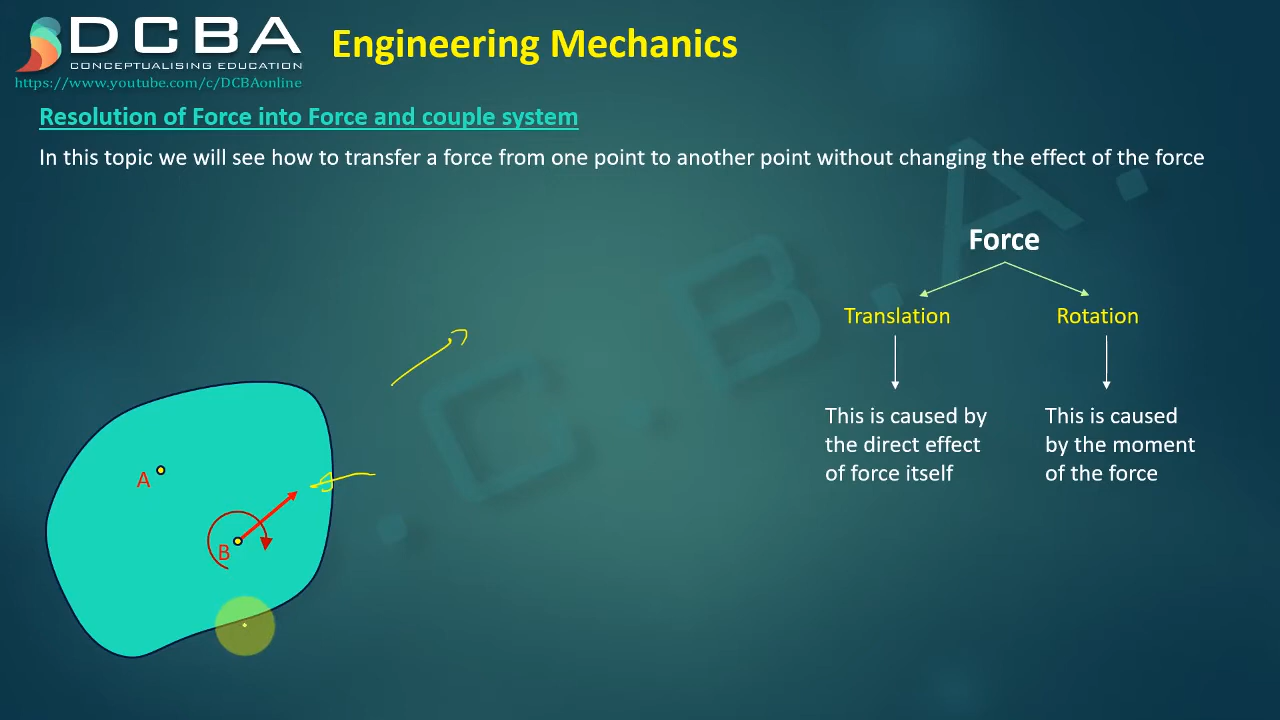 DCBA
CONCEPTUALISING EDUCATION
https://www.youtube.com/c/DCBAonline
Engineering Mechanics
Resolution of Force into Force and couple system
In this topic we will see how to transfer a force from one point to another point without changing the effect of the force
Force
Translation
Rotation
This is caused by
the direct effect
of force itself
This is caused
by the moment
of the force
A
B
D.C.B.A.